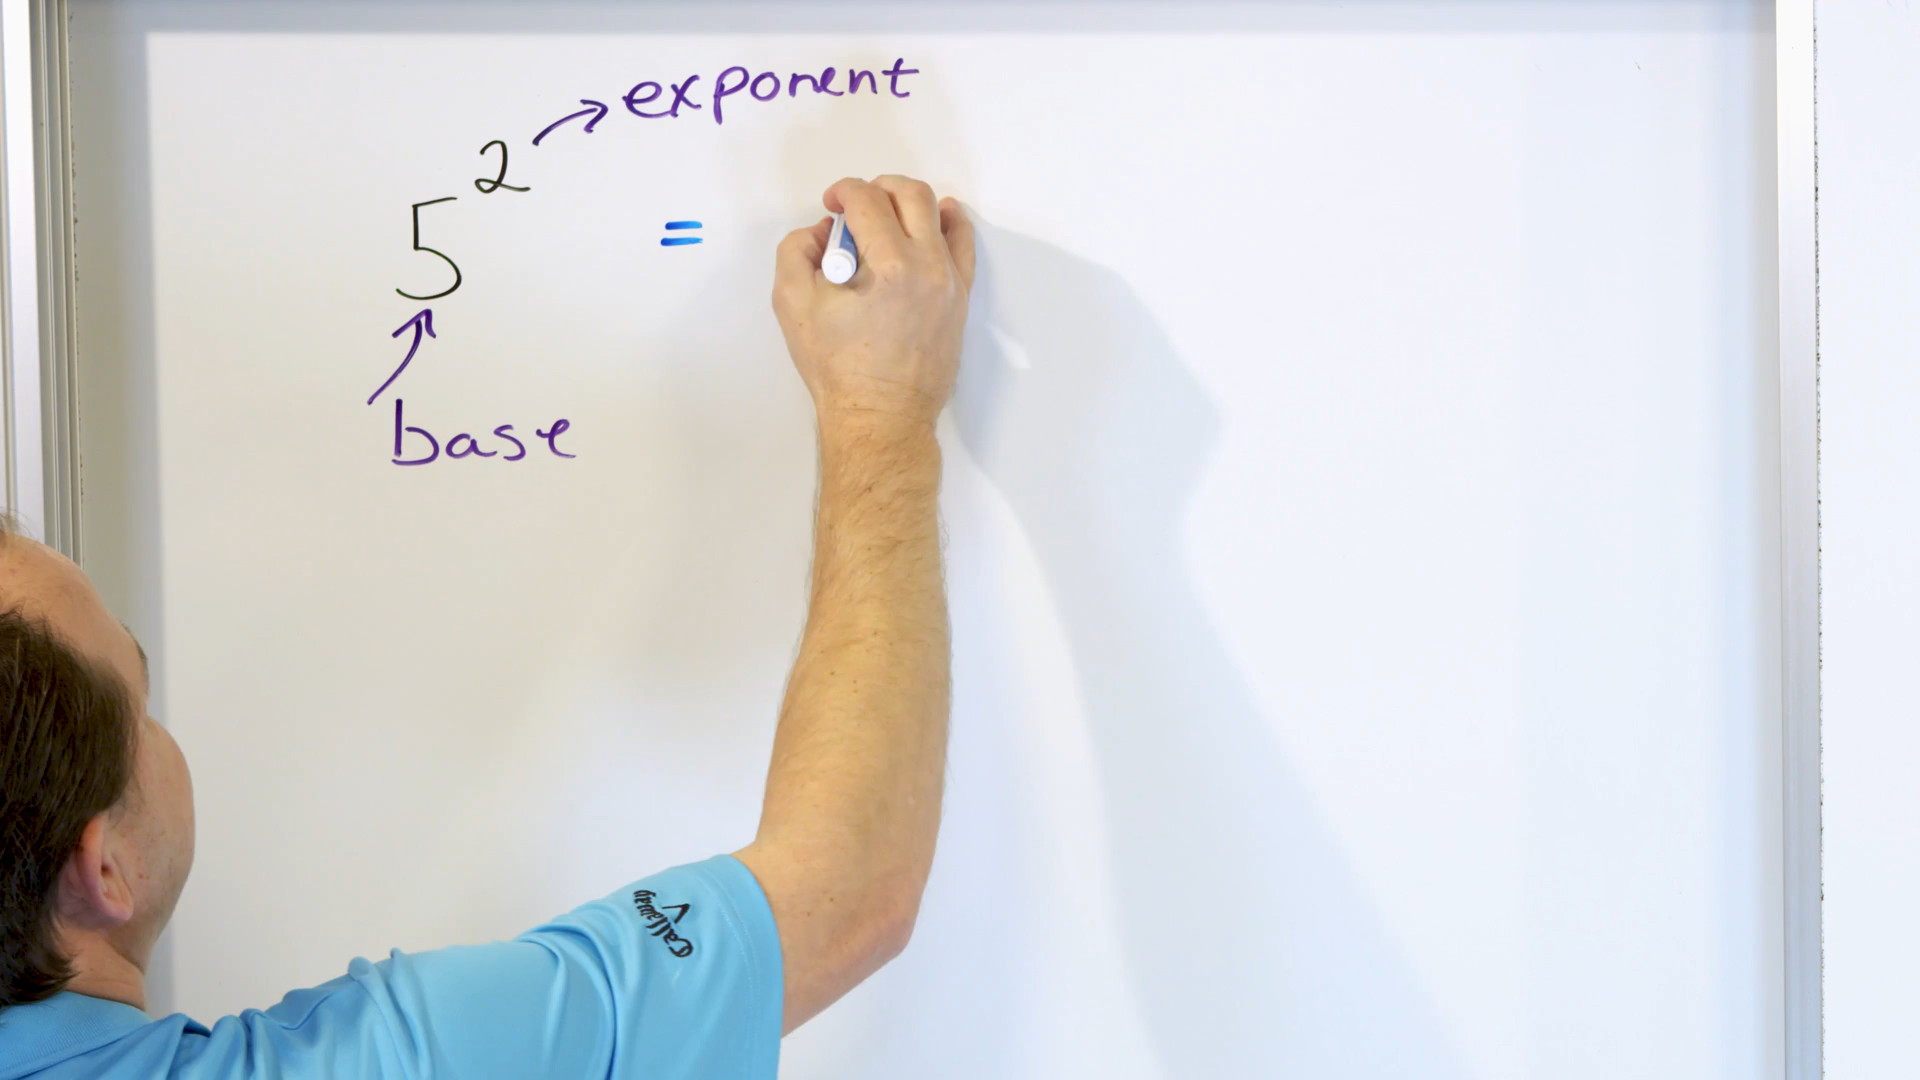 exponent
5²
=
base
Callaway